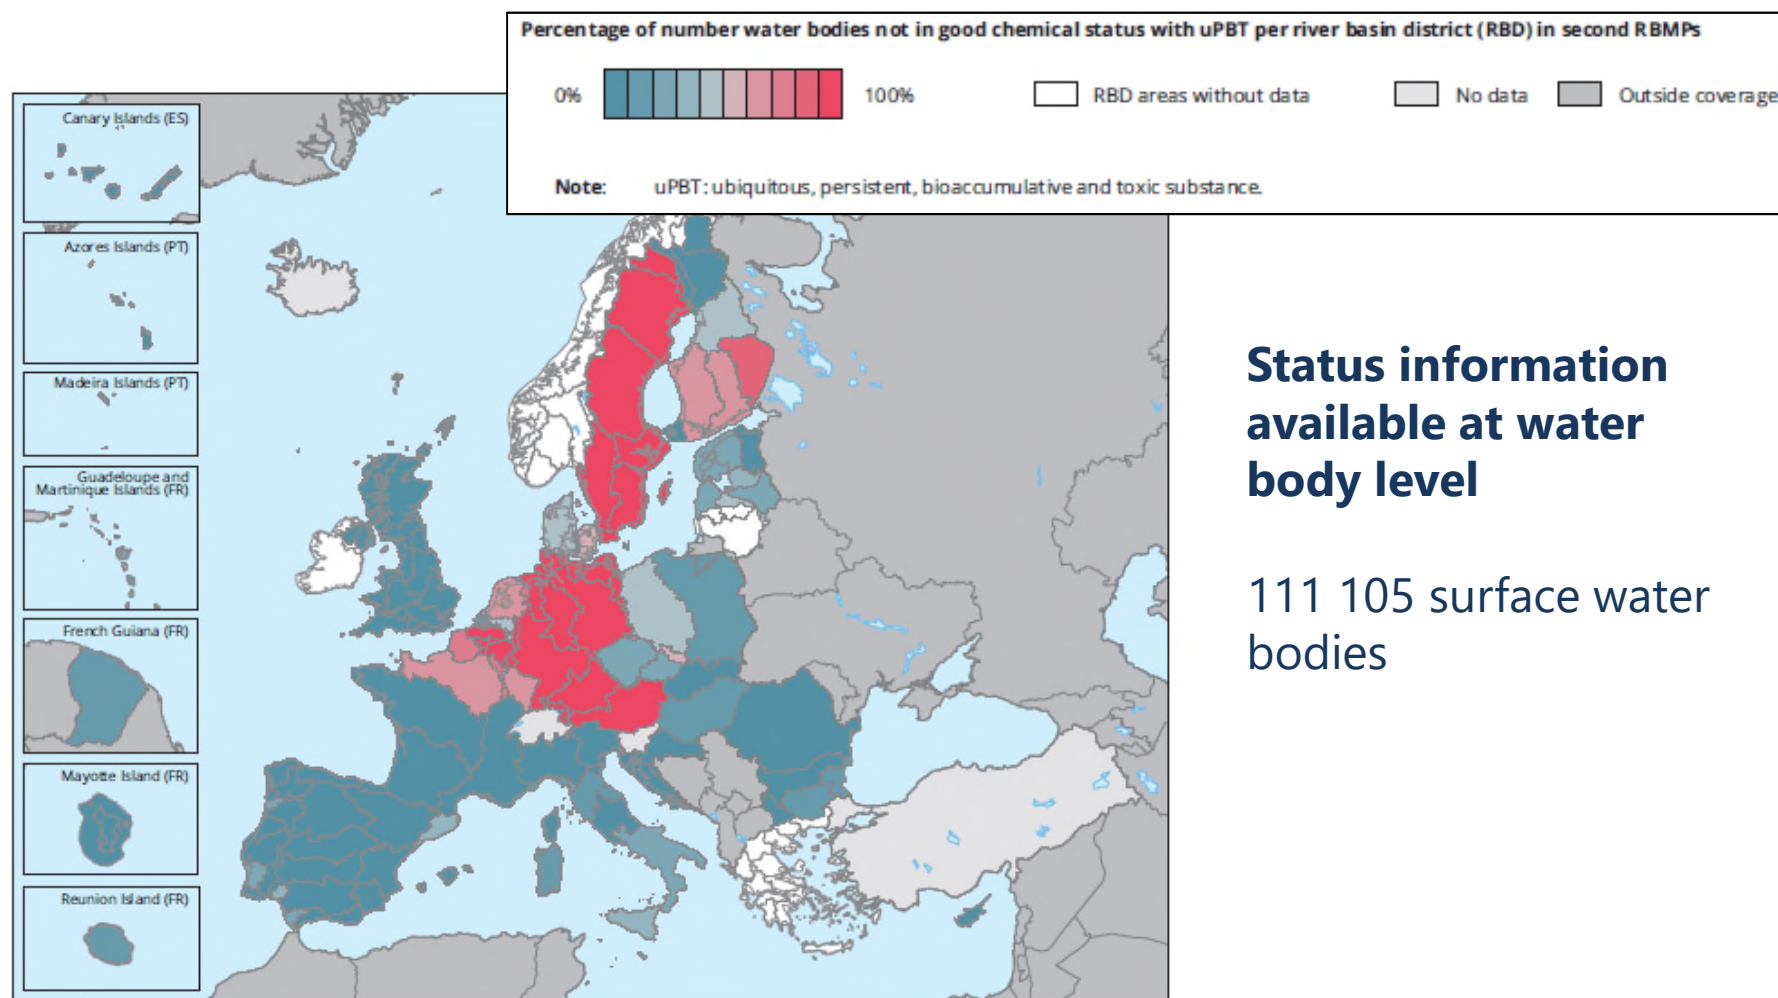 Percentage of number water bodies not in good chemical status with uPBT per river basin district (RBD) in second RBMPs
0%
100%
RBD areas without data
No data
Outside coverage
Note: uPBT: ubiquitous, persistent, bioaccumulative and toxic substance.
Canary Islands (ES)
Azores Islands (PT)
Madeira Islands (PT)
Guadeloupe and
Martinique Islands (FR)
French Guiana (FR)
Mayotte Island (FR)
Reunion Island (FR)
Status information
available at water
body level
111 105 surface water
bodies